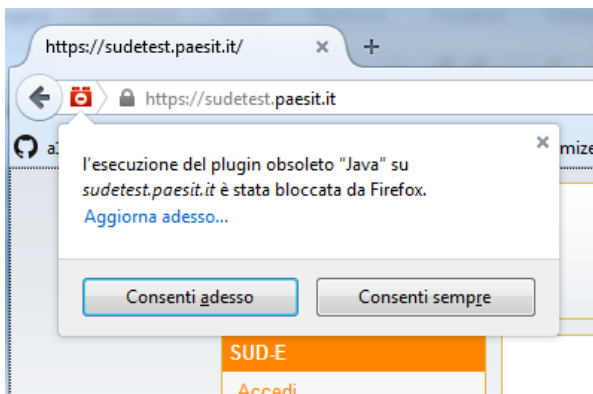 https://sudetest.paesit.it/
https://sudetest.paesit.it
mize
l'esecuzione del plugin obsoleto "Java" su
sudetest.paesit.it è stata bloccata da Firefox.
Aggiorna adesso...
Consenti adesso
Consenti sempre
SUD-E
Accedi